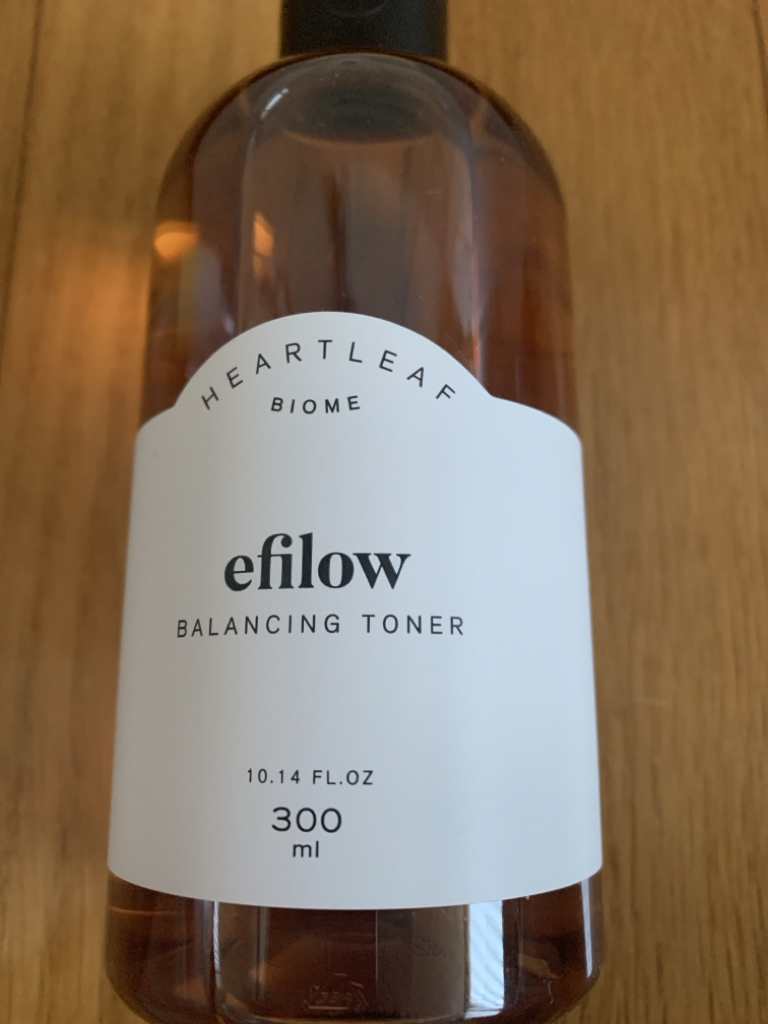 HEARTLEAF
BIOME
efilow
BALANCING TONER
10.14 FL.OZ
300
ml